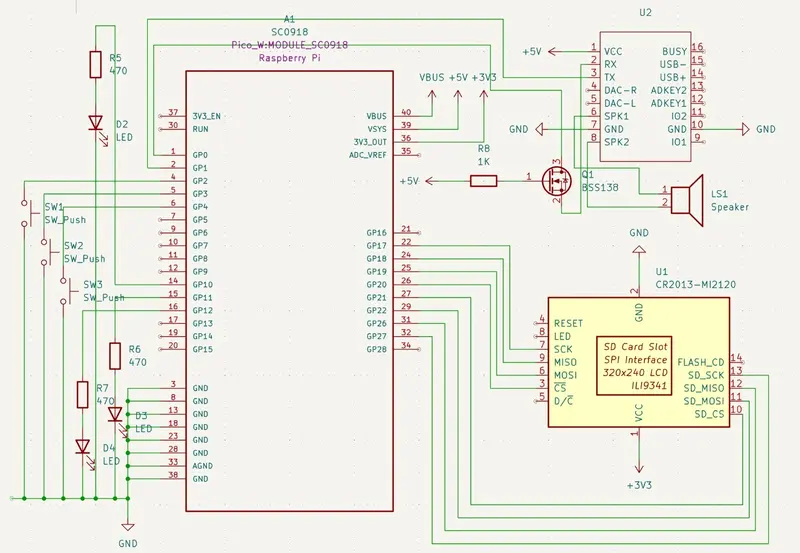 A1
SC0918
Pico_W:MODULE_SC0918
Raspberry Pi
37 3V3_EN
30 RUN
1 GP0
2 GP1
4 GP2
5 GP3
6 GP4
7 GP5
9 GP6
10 GP7
11 GP8
12 GP9
14 GP10
15 GP11
16 GP12
17 GP13
19 GP14
20 GP15
3 GND
8 GND
13 GND
18 GND
23 GND
28 GND
33 AGND
38 GND
VBUS 40
VSYS 39
3V3_OUT 36
ADC_VREF 35
GP16 21
GP17 22
GP18 24
GP19 25
GP20 26
GP21 27
GP22 29
GP26 31
GP27 32
GP28 34
R5
470
D2
LED
SW1
SW_Push
SW2
SW_Push
SW3
SW_Push
R6
470
R7
470
D3
LED
D4
LED
GND
VBUS +5V +3V3
R8
1K
+5V
1
3
2
Q1
BSS138
U2
+5V
1 VCC
2 RX
3 TX
4 DAC-R
5 DAC-L
6 SPK1
7 GND
8 SPK2
BUSY 16
USB- 15
USB+ 14
ADKEY2 13
ADKEY1 12
IO2 11
GND 10
IO1 9
GND
GND
1
2
LS1
Speaker
GND
U1
CR2013-MI2120
2
GND
4 RESET
8 LED
7 SCK
9 MISO
6 MOSI
3 CS
5 D/C
SD Card Slot
SPI Interface
320x240 LCD
ILI9341
FLASH_CD 14
SD_SCK 13
SD_MISO 12
SD_MOSI 11
SD_CS 10
VCC
1
+3V3